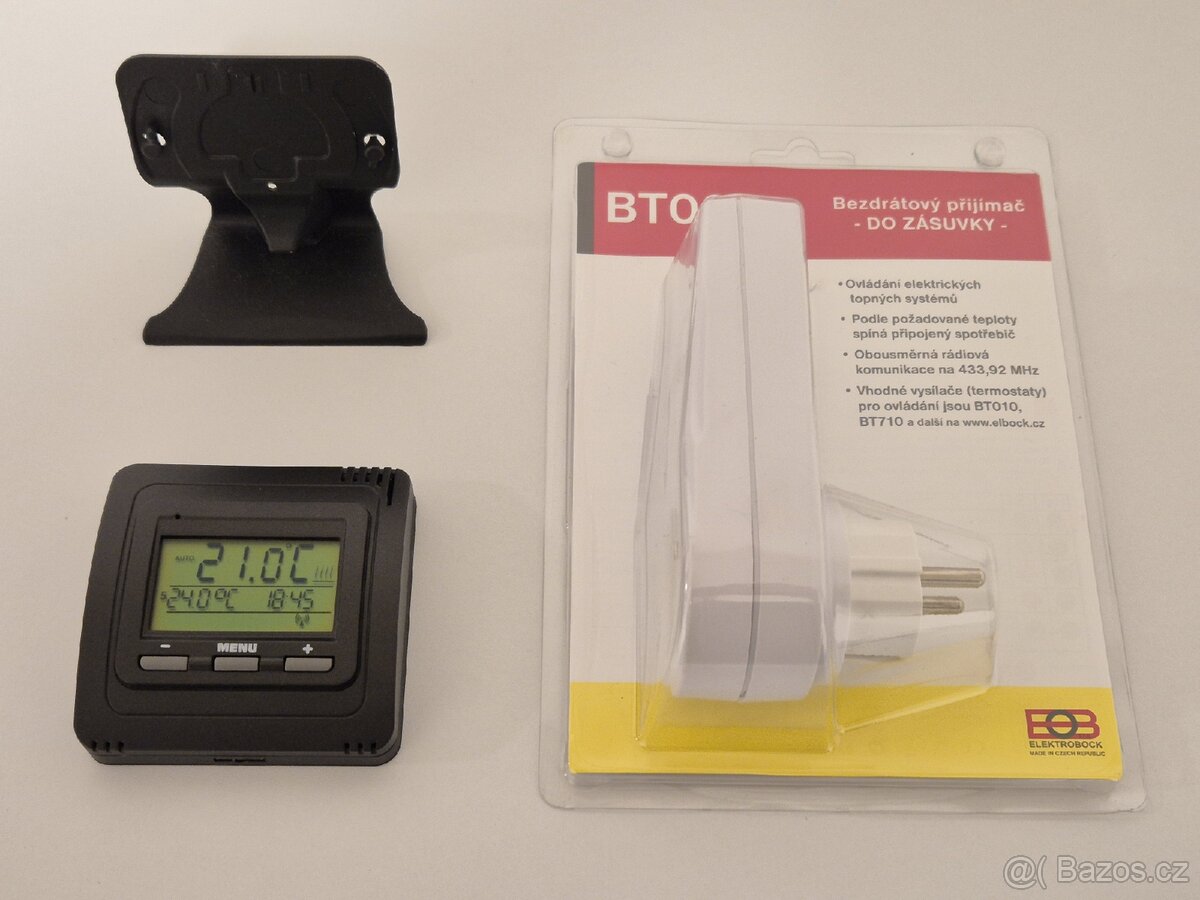 BT0
Bezdrátový přijímač
- DO ZÁSUVKY -
• Ovládání elektrických
topných systémů
• Podle požadované teploty
spíná připojený spotřebič
• Obousměrná rádiová
komunikace na 433,92 MHz
• Vhodné vysílače (termostaty)
pro ovládání jsou BT010,
BT710 a další na www.elbock.cz
AUTO 21.0°C
S 24.0°C 18:45
- MENU +
EOB
ELEKTROBOCK
MADE IN CZECH REPUBLIC
@( Bazos.cz